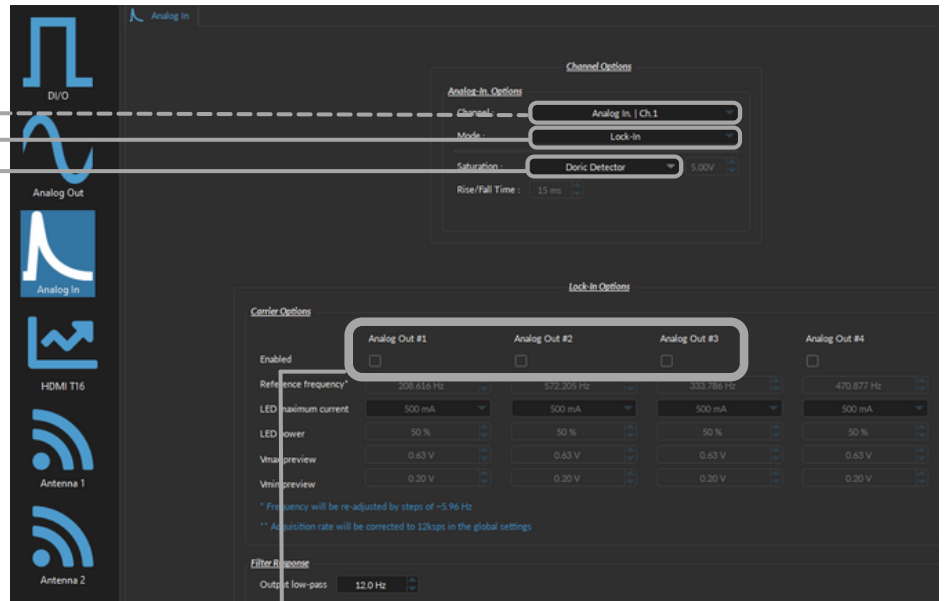 Analog In
DI/O
Analog Out
Analog In
HDMI T16
Antenna 1
Antenna 2
Channel Options
Analog-In. Options
Channel : Analog In. | Ch.1
Mode : Lock-In
Saturation : Doric Detector 5.00V
Rise/Fall Time : 15 ms
Lock-In Options
Carrier Options
Analog Out #1 Analog Out #2 Analog Out #3 Analog Out #4
Enabled
Reference frequency* 208.616 Hz 572.205 Hz 333.786 Hz 470.877 Hz
LED maximum current 500 mA 500 mA 500 mA 500 mA
LED power 50 % 50 % 50 % 50 %
Vmax preview 0.63 V 0.63 V 0.63 V 0.63 V
Vmin preview 0.20 V 0.20 V 0.20 V 0.20 V
* Frequency will be re-adjusted by steps of ~5.96 Hz
** Acquisition rate will be corrected to 12ksps in the global settings
Filter Response
Output low-pass 12.0 Hz